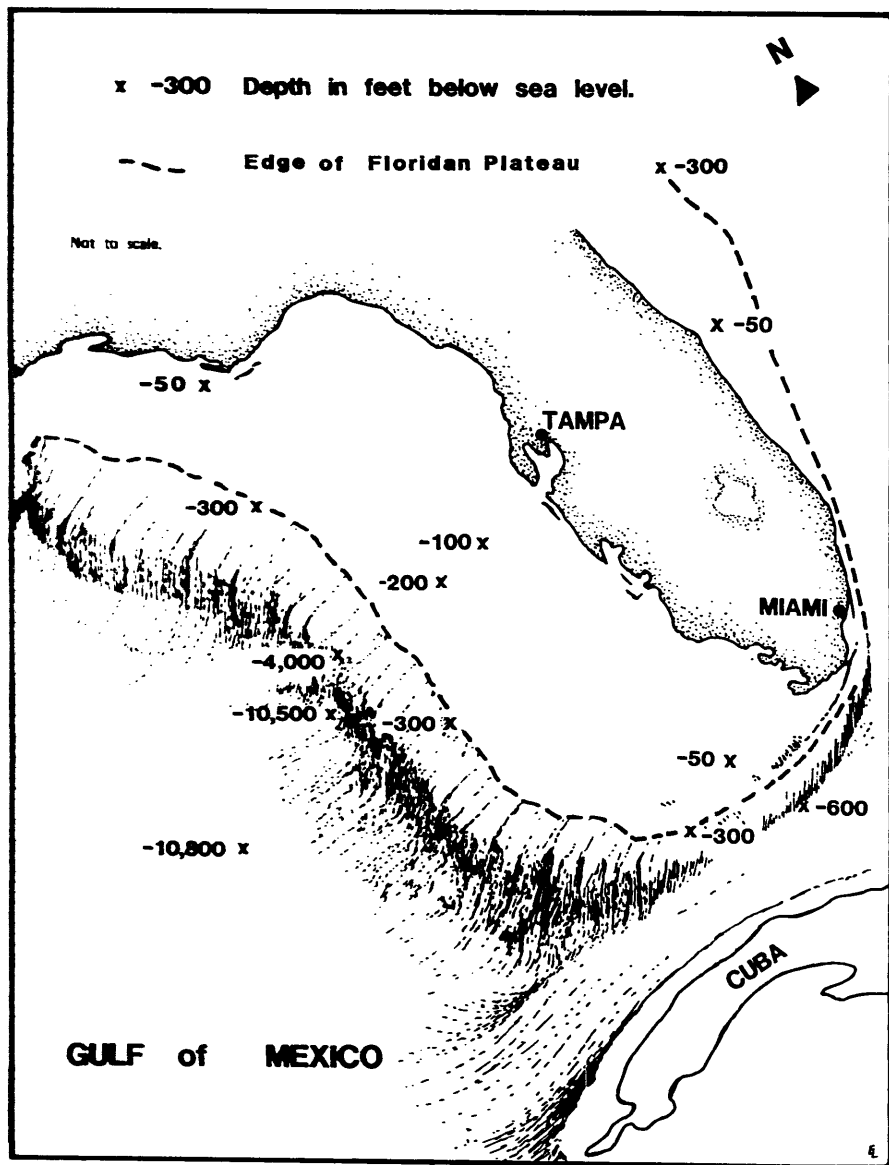 N
x -300 Depth in feet below sea level.
Edge of Floridan Plateau
x -300
Not to scale.
x -50
-50 x
TAMPA
-300 x
-100 x
-200 x
MIAMI
-4,000 x
-10,500 x
-300 x
-50 x
x -600
x -300
-10,800 x
CUBA
GULF of MEXICO